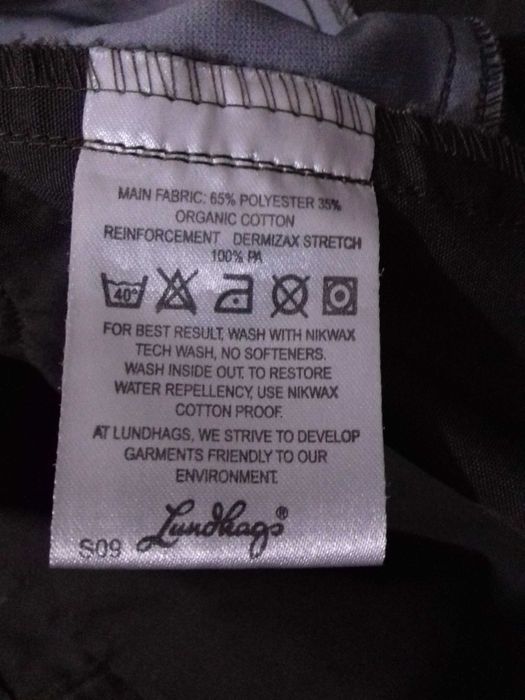 MAIN FABRIC: 65% POLYESTER 35%
ORGANIC COTTON
REINFORCEMENT DERMIZAX STRETCH
100% PA
40°
FOR BEST RESULT, WASH WITH NIKWAX
TECH WASH, NO SOFTENERS.
WASH INSIDE OUT. TO RESTORE
WATER REPELLENCY, USE NIKWAX
COTTON PROOF.
AT LUNDHAGS, WE STRIVE TO DEVELOP
GARMENTS FRIENDLY TO OUR
ENVIRONMENT.
Lundhags®
S09